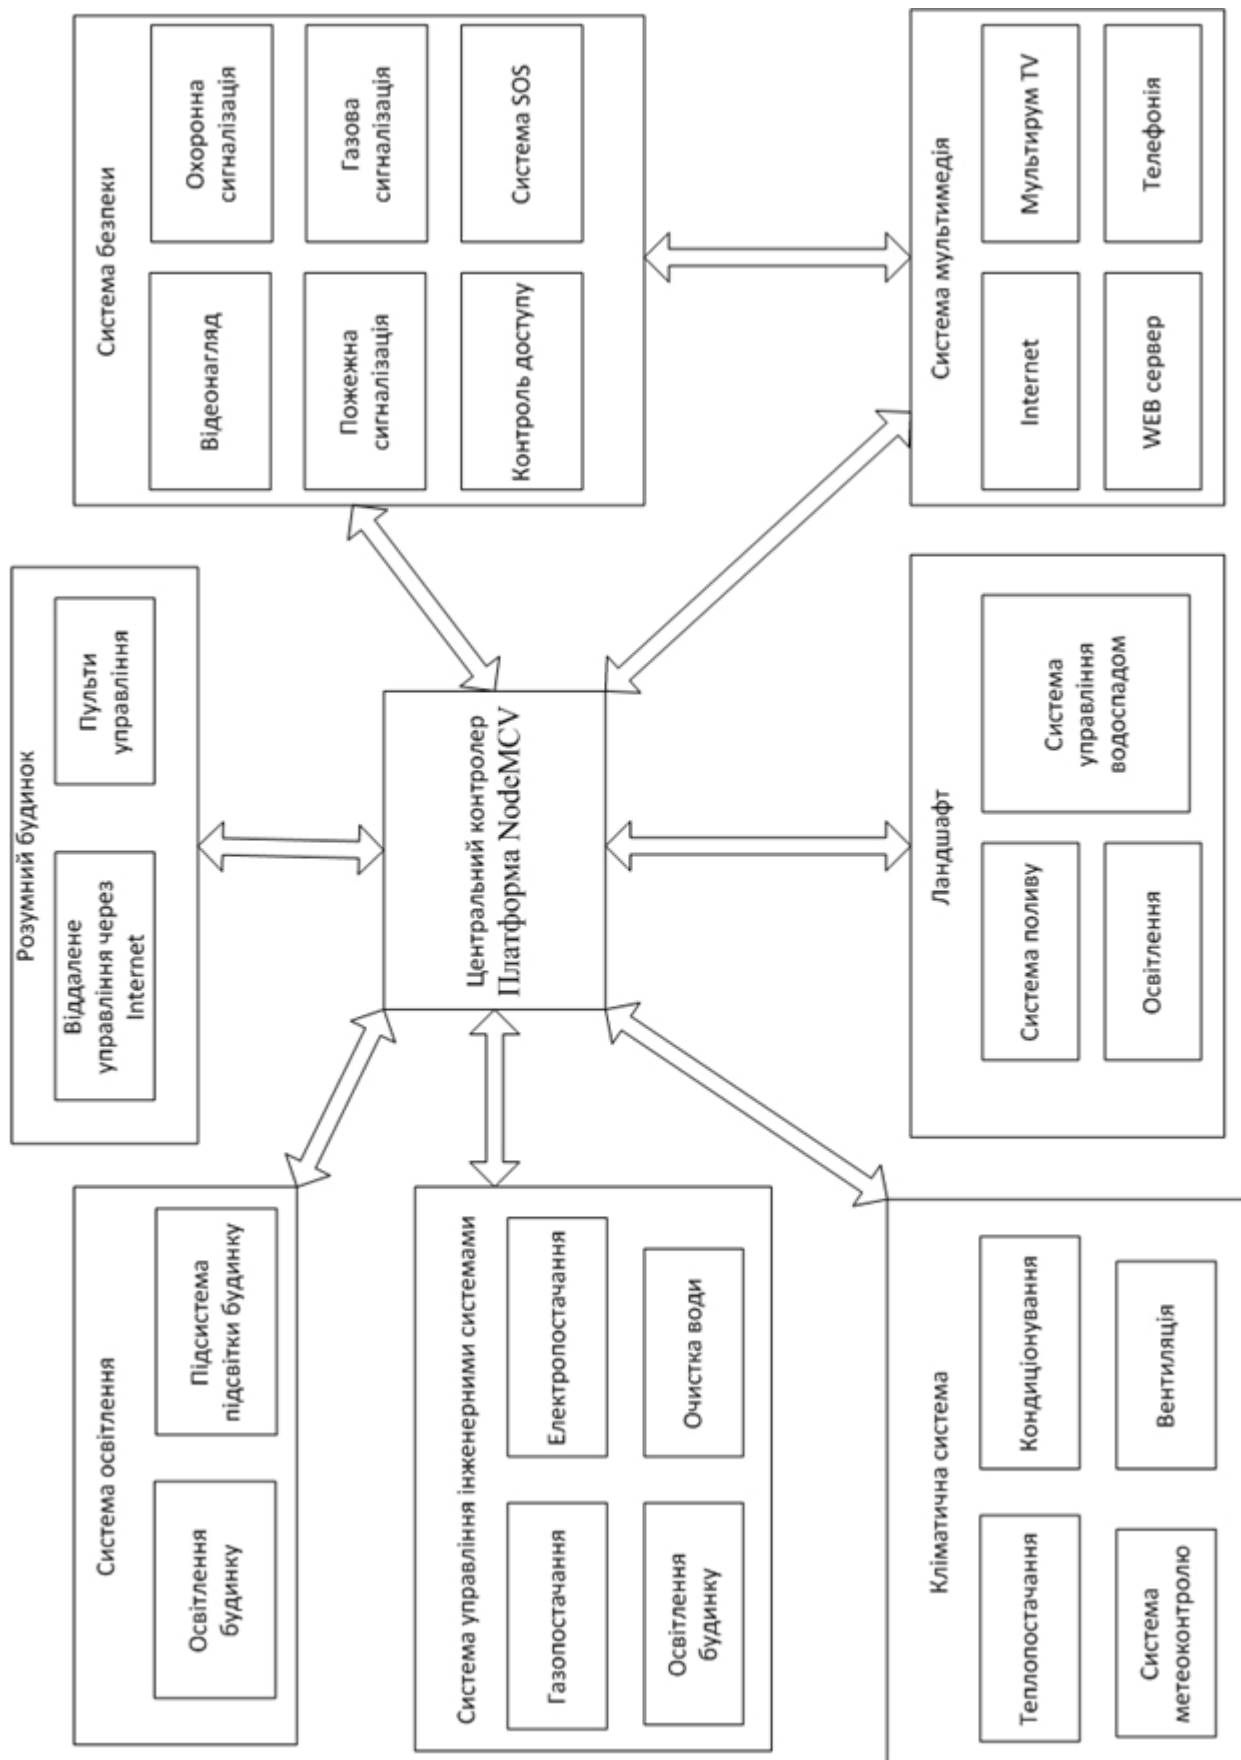 Розумний будинок
Віддалене
управління через
Internet
Пульти
управління
Система освітлення
Освітлення
будинку
Підсистема
підсвітки будинку
Система безпеки
Відеонагляд
Охоронна
сигналізація
Пожежна
сигналізація
Газова
сигналізація
Контроль доступу
Система SOS
Центральний контролер
Платформа NodeMCV
Система управління інженерними системами
Газопостачання
Електропостачання
Освітлення
будинку
Очистка води
Кліматична система
Теплопостачання
Кондиціонування
Система
метеоконтролю
Вентиляція
Ландшафт
Система поливу
Система
управління
водоспадом
Освітлення
Система мультимедія
Internet
Мультирум TV
WEB сервер
Телефонія